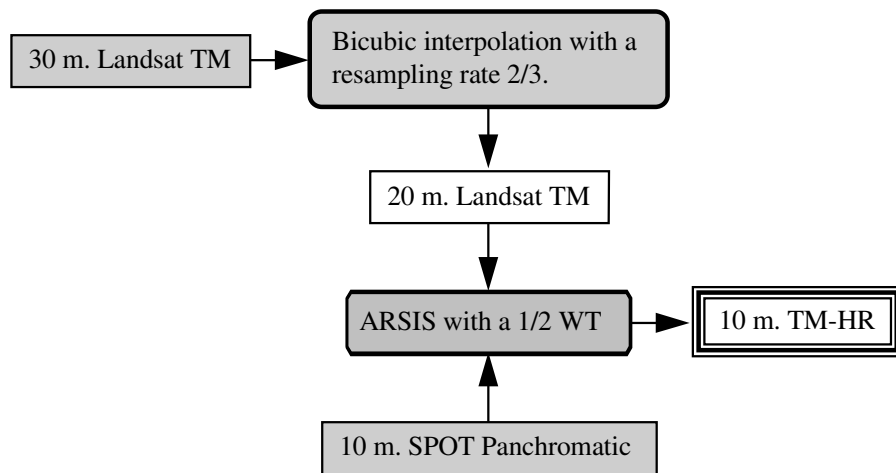 30 m. Landsat TM
Bicubic interpolation with a
resampling rate 2/3.
20 m. Landsat TM
ARSIS with a 1/2 WT
10 m. TM-HR
10 m. SPOT Panchromatic